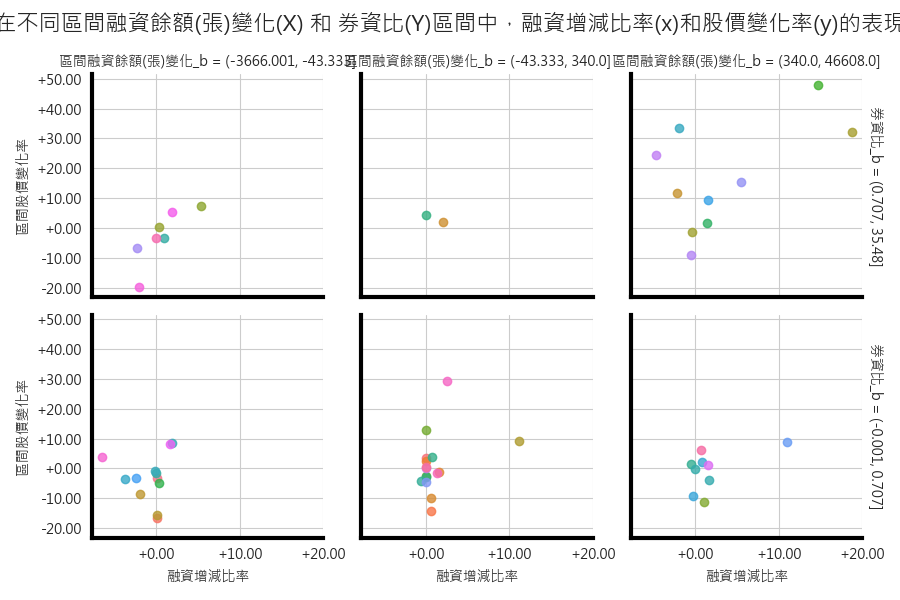 在不同區間融資餘額(張)變化(X) 和 券資比(Y)區間中，融資增減比率(x)和股價變化率(y)的表現
區間融資餘額(張)變化_b = (-3666.001, -43.333]
區間融資餘額(張)變化_b = (-43.333, 340.0]
區間融資餘額(張)變化_b = (340.0, 46608.0]
+50.00
+40.00
+30.00
+20.00
+10.00
+0.00
-10.00
-20.00
區間股價變化率
券資比_b = (0.707, 35.48]
+50.00
+40.00
+30.00
+20.00
+10.00
+0.00
-10.00
-20.00
區間股價變化率
券資比_b = (-0.001, 0.707]
+0.00 +10.00 +20.00
+0.00 +10.00 +20.00
+0.00 +10.00 +20.00
融資增減比率
融資增減比率
融資增減比率